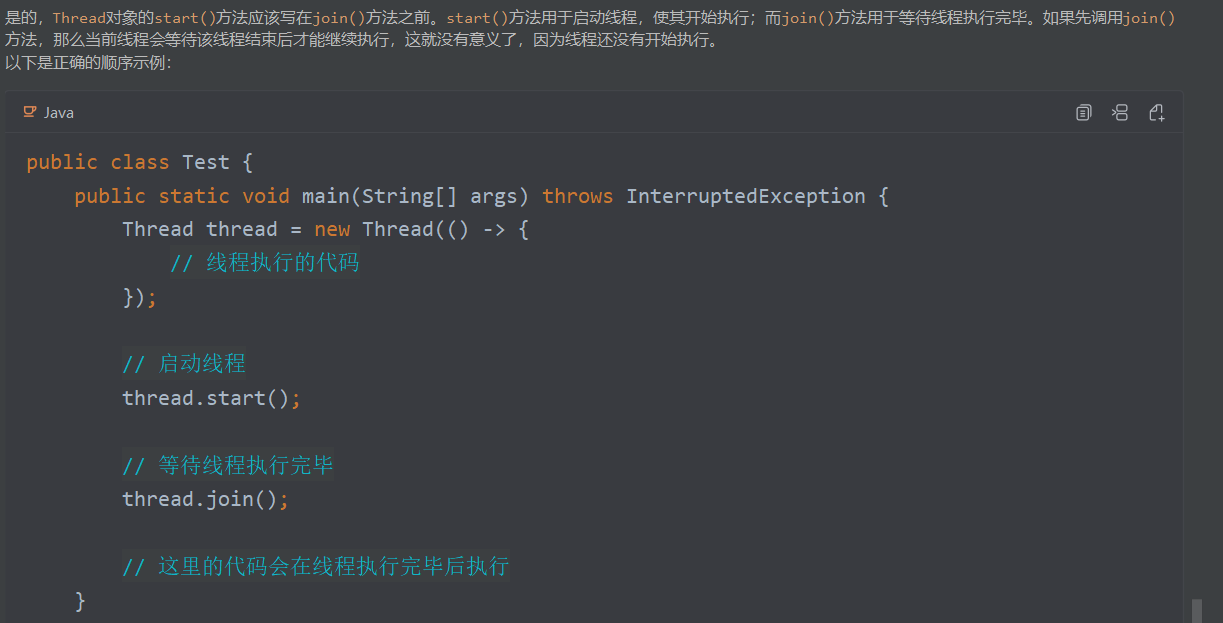 是的，Thread对象的start()方法应该写在join()方法之前。start()方法用于启动线程，使其开始执行；而join()方法用于等待线程执行完毕。如果先调用join()
方法，那么当前线程会等待该线程结束后才能继续执行，这就没有意义了，因为线程还没有开始执行。
以下是正确的顺序示例：
Java
public class Test {
    public static void main(String[] args) throws InterruptedException {
        Thread thread = new Thread(() -> {
            // 线程执行的代码
        });
        // 启动线程
        thread.start();
        // 等待线程执行完毕
        thread.join();
        // 这里的代码会在线程执行完毕后执行
    }